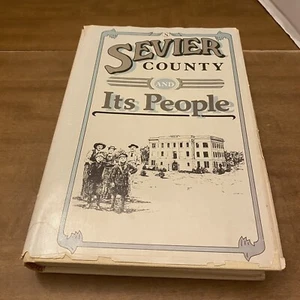 SEVIER
COUNTY
AND
Its People